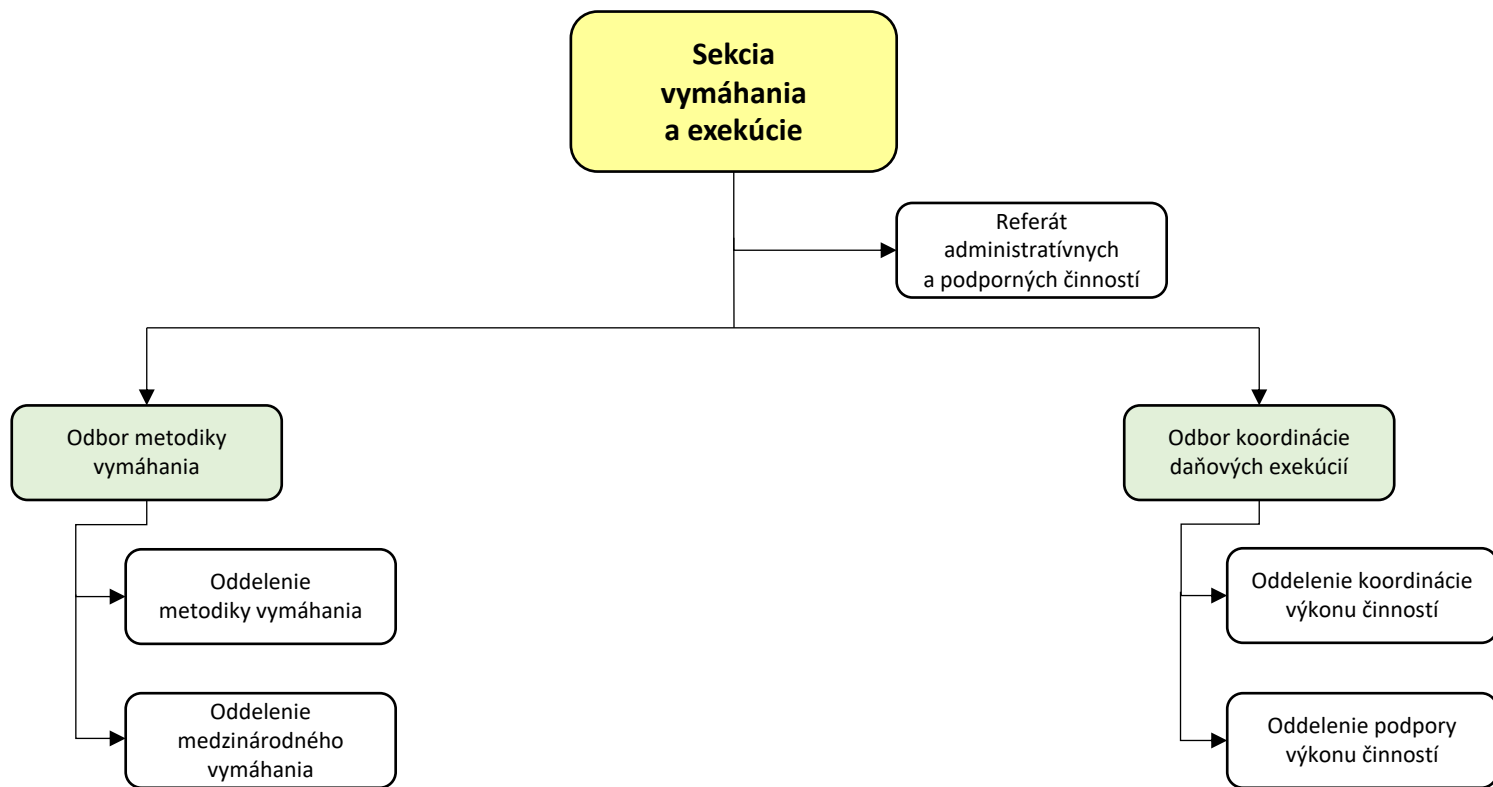 Sekcia
vymáhania
a exekúcie
Referát
administratívnych
a podporných činností
Odbor metodiky
vymáhania
Odbor koordinácie
daňových exekúcií
Oddelenie
metodiky vymáhania
Oddelenie koordinácie
výkonu činností
Oddelenie
medzinárodného
vymáhania
Oddelenie podpory
výkonu činností